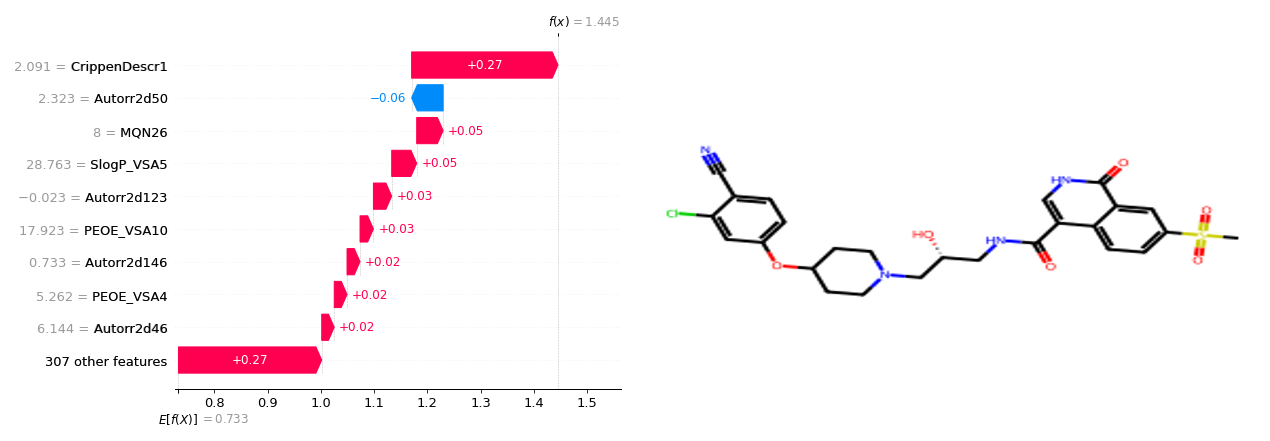 f(x) = 1.445
2.091 = CrippenDescr1 +0.27
2.323 = Autorr2d50 −0.06
8 = MQN26 +0.05
28.763 = SlogP_VSA5 +0.05
−0.023 = Autorr2d123 +0.03
17.923 = PEOE_VSA10 +0.03
0.733 = Autorr2d146 +0.02
5.262 = PEOE_VSA4 +0.02
6.144 = Autorr2d46 +0.02
307 other features +0.27
0.8 0.9 1.0 1.1 1.2 1.3 1.4 1.5
E[f(X)] = 0.733
N
Cl
O
N
HO
HN
O
HN
O
O
S
O